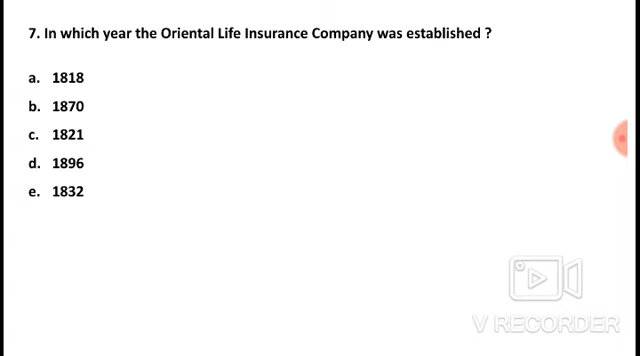 7. In which year the Oriental Life Insurance Company was established ?
a. 1818
b. 1870
c. 1821
d. 1896
e. 1832
V RECORDER